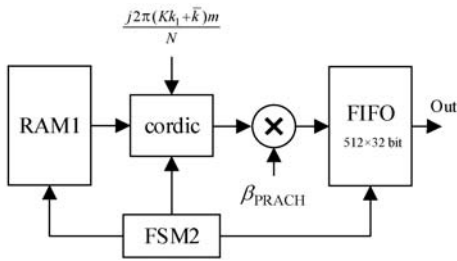 j2π(Kk₁+k̄)m
N
RAM1
cordic
FIFO
512×32 bit
Out
βPRACH
FSM2